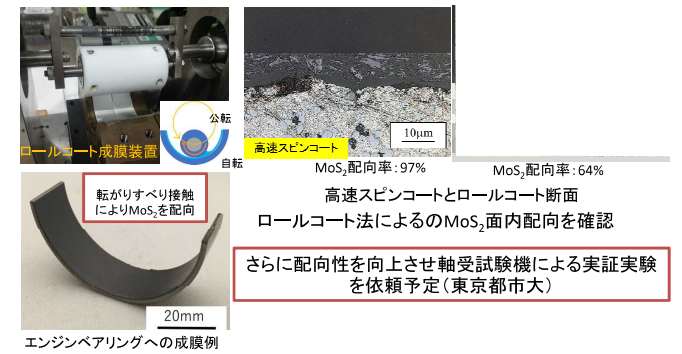 公転
自転
ロールコート成膜装置
高速スピンコート
10μm
MoS2配向率：97%
MoS2配向率：64%
高速スピンコートとロールコート断面
ロールコート法によるのMoS2面内配向を確認
転がりすべり接触
によりMoS2を配向
20mm
エンジンベアリングへの成膜例
さらに配向性を向上させ軸受試験機による実証実験
を依頼予定（東京都市大）